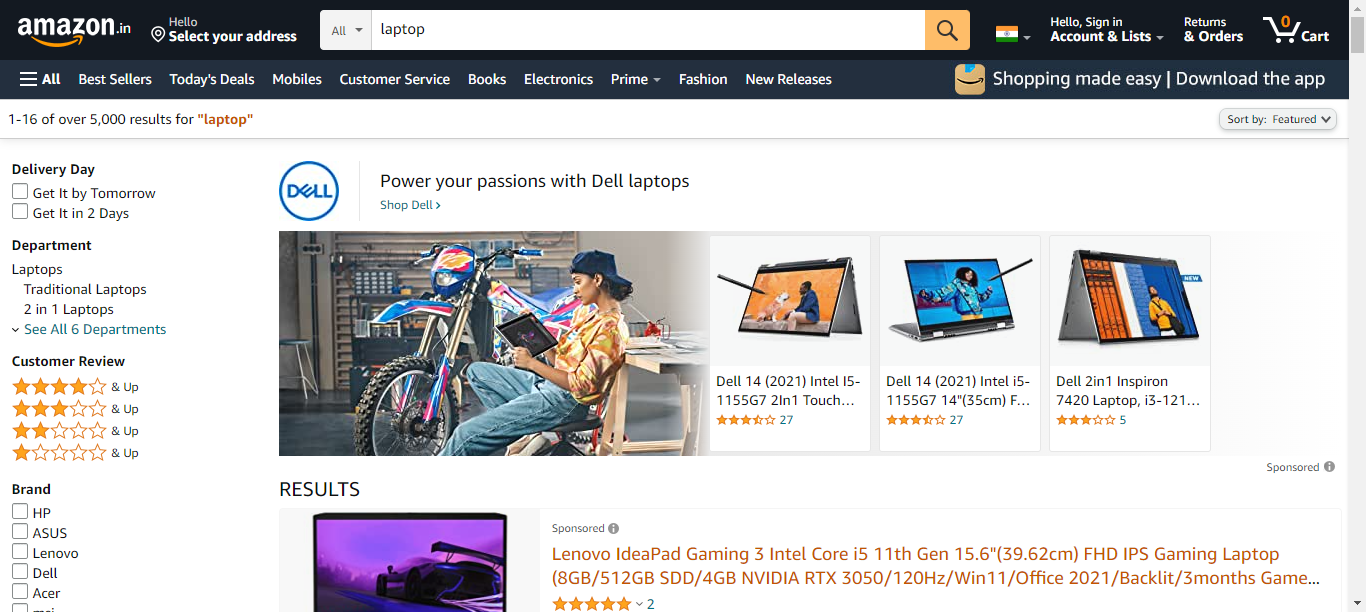 amazon.in
Hello
Select your address
All
laptop
Hello, Sign in
Account & Lists
Returns
& Orders
0
Cart
All
Best Sellers
Today's Deals
Mobiles
Customer Service
Books
Electronics
Prime
Fashion
New Releases
Shopping made easy | Download the app
1-16 of over 5,000 results for "laptop"
Sort by: Featured
Delivery Day
Get It by Tomorrow
Get It in 2 Days
Department
Laptops
Traditional Laptops
2 in 1 Laptops
See All 6 Departments
Customer Review
& Up
& Up
& Up
& Up
Brand
HP
ASUS
Lenovo
Dell
Acer
msi
DELL
Power your passions with Dell laptops
Shop Dell ›
Dell 14 (2021) Intel I5-
1155G7 2In1 Touch...
27
Dell 14 (2021) Intel i5-
1155G7 14"(35cm) F...
27
NEW
Dell 2in1 Inspiron
7420 Laptop, i3-121...
5
Sponsored
RESULTS
Sponsored
Lenovo IdeaPad Gaming 3 Intel Core i5 11th Gen 15.6"(39.62cm) FHD IPS Gaming Laptop
(8GB/512GB SDD/4GB NVIDIA RTX 3050/120Hz/Win11/Office 2021/Backlit/3months Game...
2